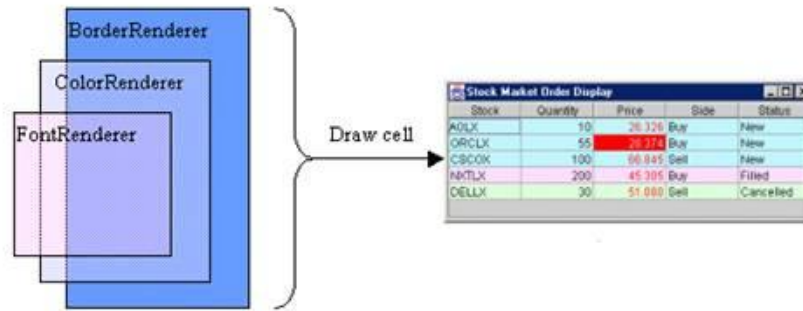 BorderRenderer
ColorRenderer
FontRenderer
Draw cell
Stock Market Order Display
Stock Quantity Price Side Status
AOLX 10 26.326 Buy New
ORCLX 55 26.374 Buy New
CSCOX 100 66.845 Sell New
NXTLX 200 45.305 Buy Filled
DELLX 30 51.080 Sell Cancelled